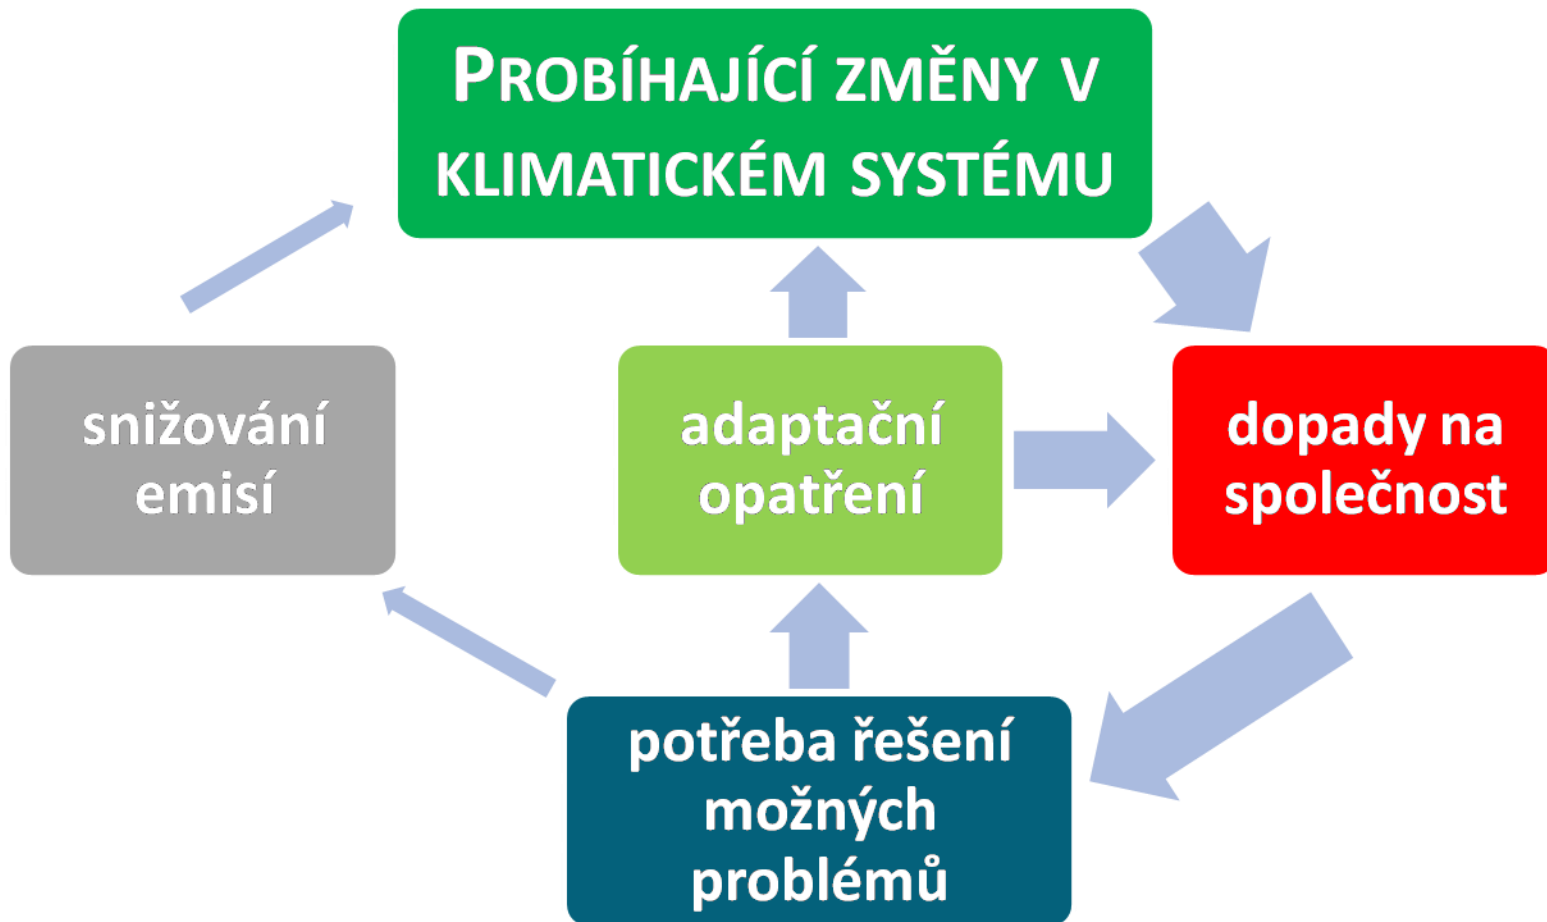 PROBÍHAJÍCÍ ZMĚNY V
KLIMATICKÉM SYSTÉMU
snižování
emisí
adaptační
opatření
dopady na
společnost
potřeba řešení
možných
problémů